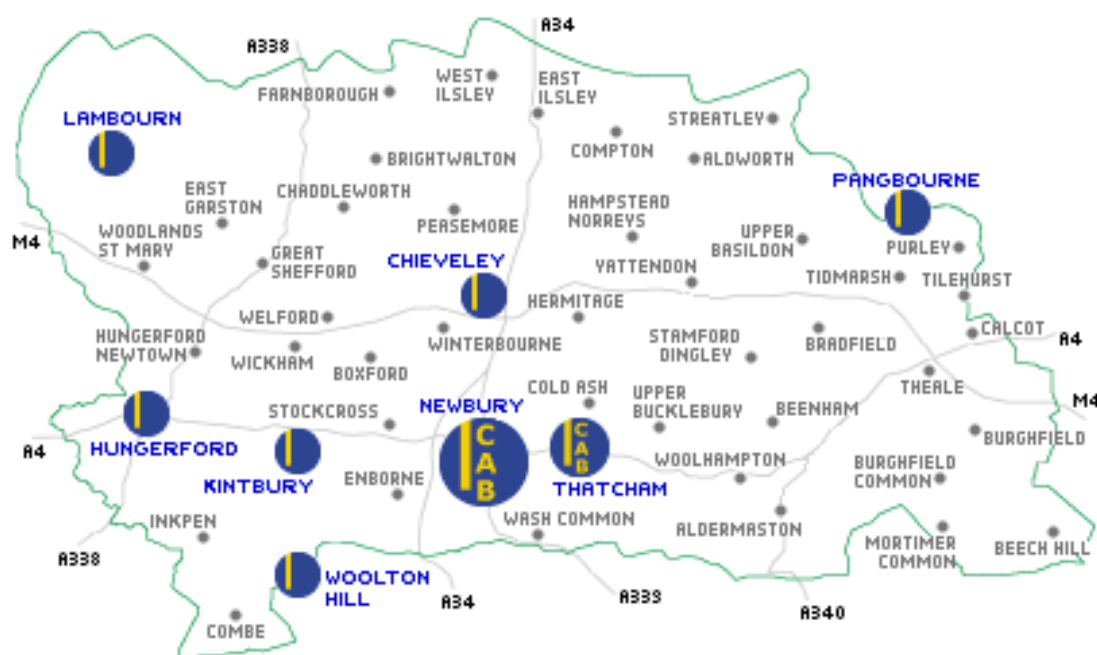 A34
A338
WEST
ILSLEY
EAST
ILSLEY
FARNBOROUGH
LAMBOURN
STREATLEY
COMPTON
BRIGHTWALTON
ALDWORTH
PANGBOURNE
EAST
GARSTON
CHADDLEWORTH
HAMPSTEAD
NORREYS
PEASEMORE
WOODLANDS
ST MARY
UPPER
BASILDON
PURLEY
M4
GREAT
SHEFFORD
CHIEVELEY
YATTENDON
TIDMARSH
TILEHURST
HERMITAGE
WELFORD
HUNGERFORD
NEWTOWN
WINTERBOURNE
STAMFORD
DINGLEY
BRADFIELD
CALCOT
A4
WICKHAM
BOXFORD
THEALE
COLD ASH
UPPER
BUCKLEBURY
M4
STOCKCROSS
NEWBURY
BEENHAM
BURGHFIELD
HUNGERFORD
A4
CAB
CAB
WOOLHAMPTON
BURGHFIELD
COMMON
KINTBURY
ENBORNE
THATCHAM
INKPEN
WASH COMMON
ALDERMASTON
MORTIMER
COMMON
BEECH HILL
A338
WOOLTON
HILL
A34
A339
A340
COMBE